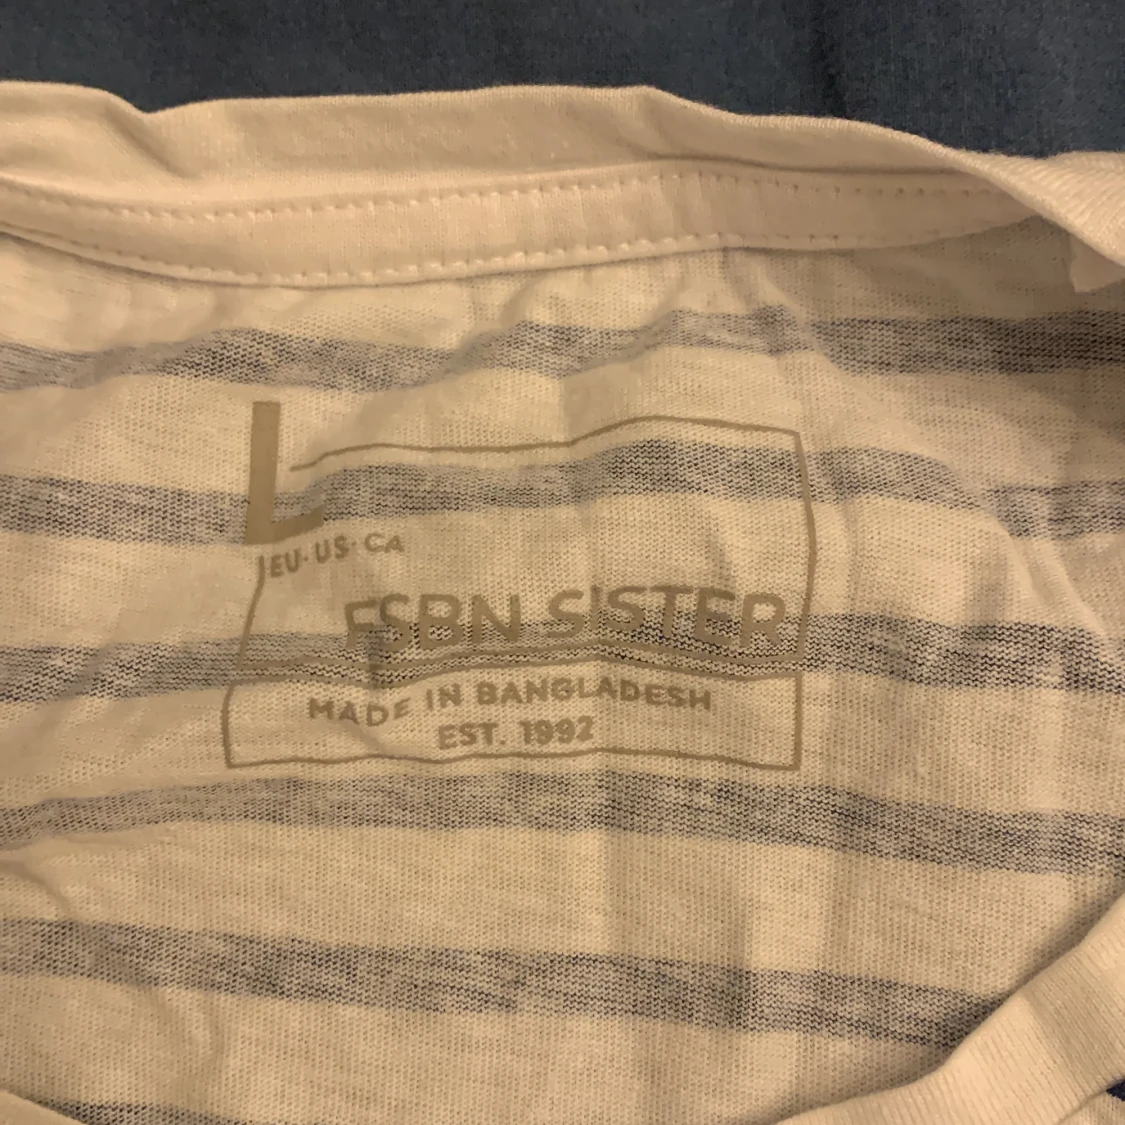 L
EU·US·CA
FSBN SISTER
MADE IN BANGLADESH
EST. 1992